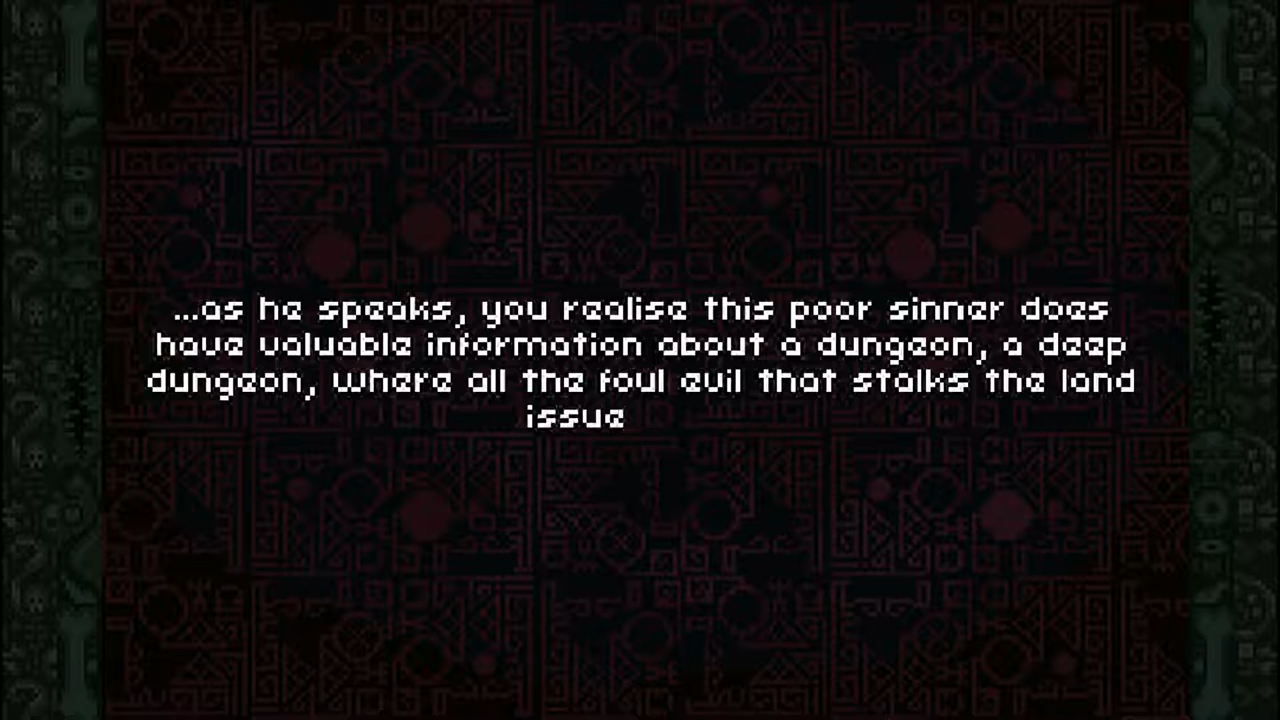 ...as he speaks, you realise this poor sinner does
have valuable information about a dungeon, a deep
dungeon, where all the foul evil that stalks the land
issue